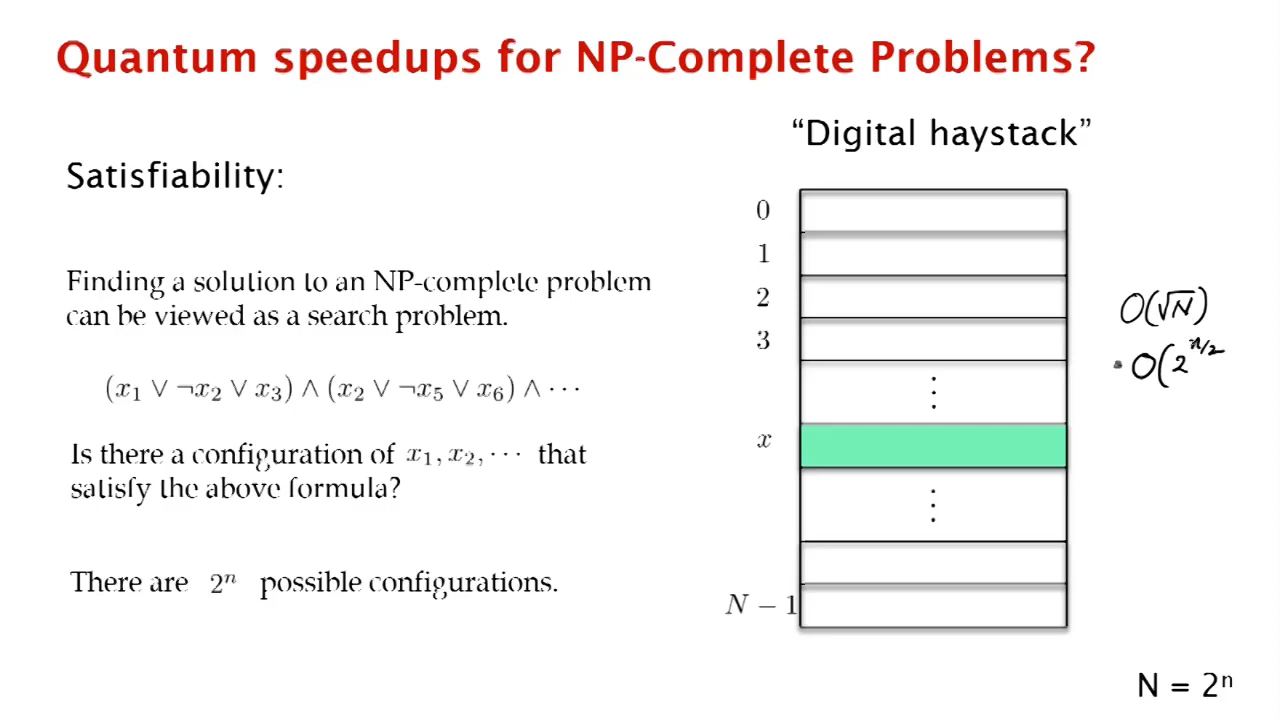 Quantum speedups for NP-Complete Problems?
Satisfiability:
Finding a solution to an NP-complete problem
can be viewed as a search problem.
(x₁ ∨ ¬x₂ ∨ x₃) ∧ (x₂ ∨ ¬x₅ ∨ x₆) ∧ ⋯
Is there a configuration of x₁, x₂, ⋯ that
satisfy the above formula?
There are 2ⁿ possible configurations.
“Digital haystack”
0
1
2
3
⋮
x
⋮
N − 1
O(√N)
O(2^n/2
N = 2ⁿ